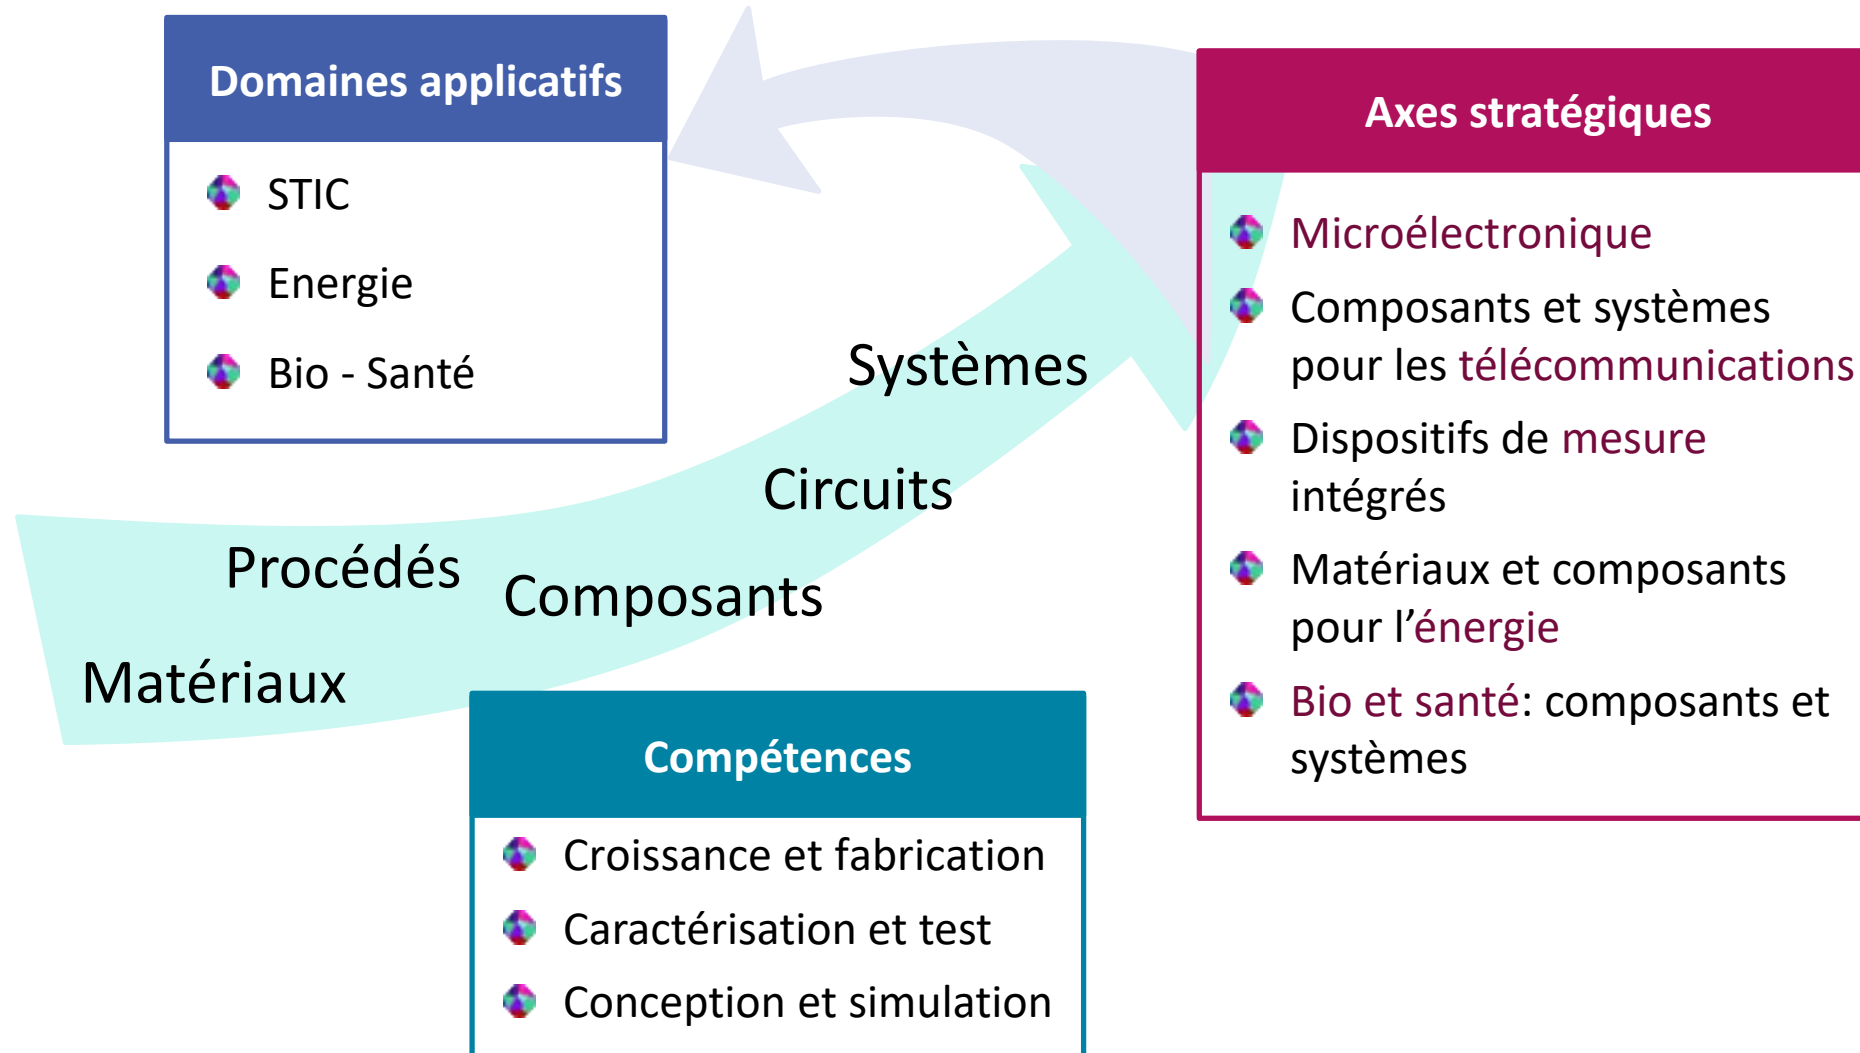 Domaines applicatifs
STIC
Energie
Bio - Santé
Axes stratégiques
Microélectronique
Composants et systèmes
pour les télécommunications
Dispositifs de mesure
intégrés
Matériaux et composants
pour l’énergie
Bio et santé: composants et
systèmes
Systèmes
Circuits
Procédés
Composants
Matériaux
Compétences
Croissance et fabrication
Caractérisation et test
Conception et simulation